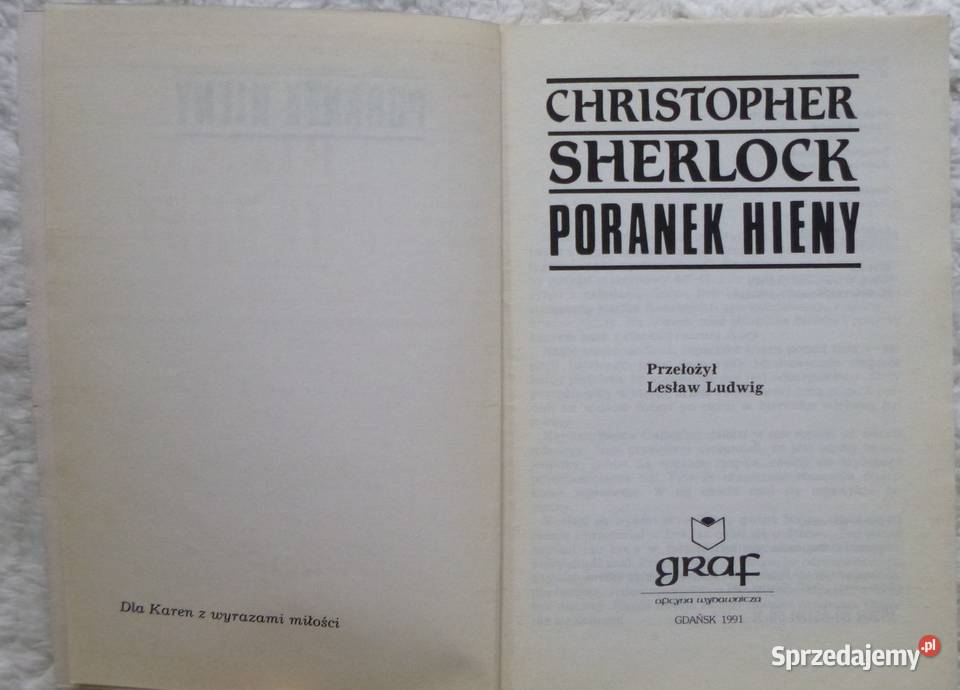 Dla Karen z wyrazami miłości
CHRISTOPHER
SHERLOCK
PORANEK HIENY
Przełożył
Lesław Ludwig
graf
oficyna wydawnicza
GDAŃSK 1991
Sprzedajemy.pl